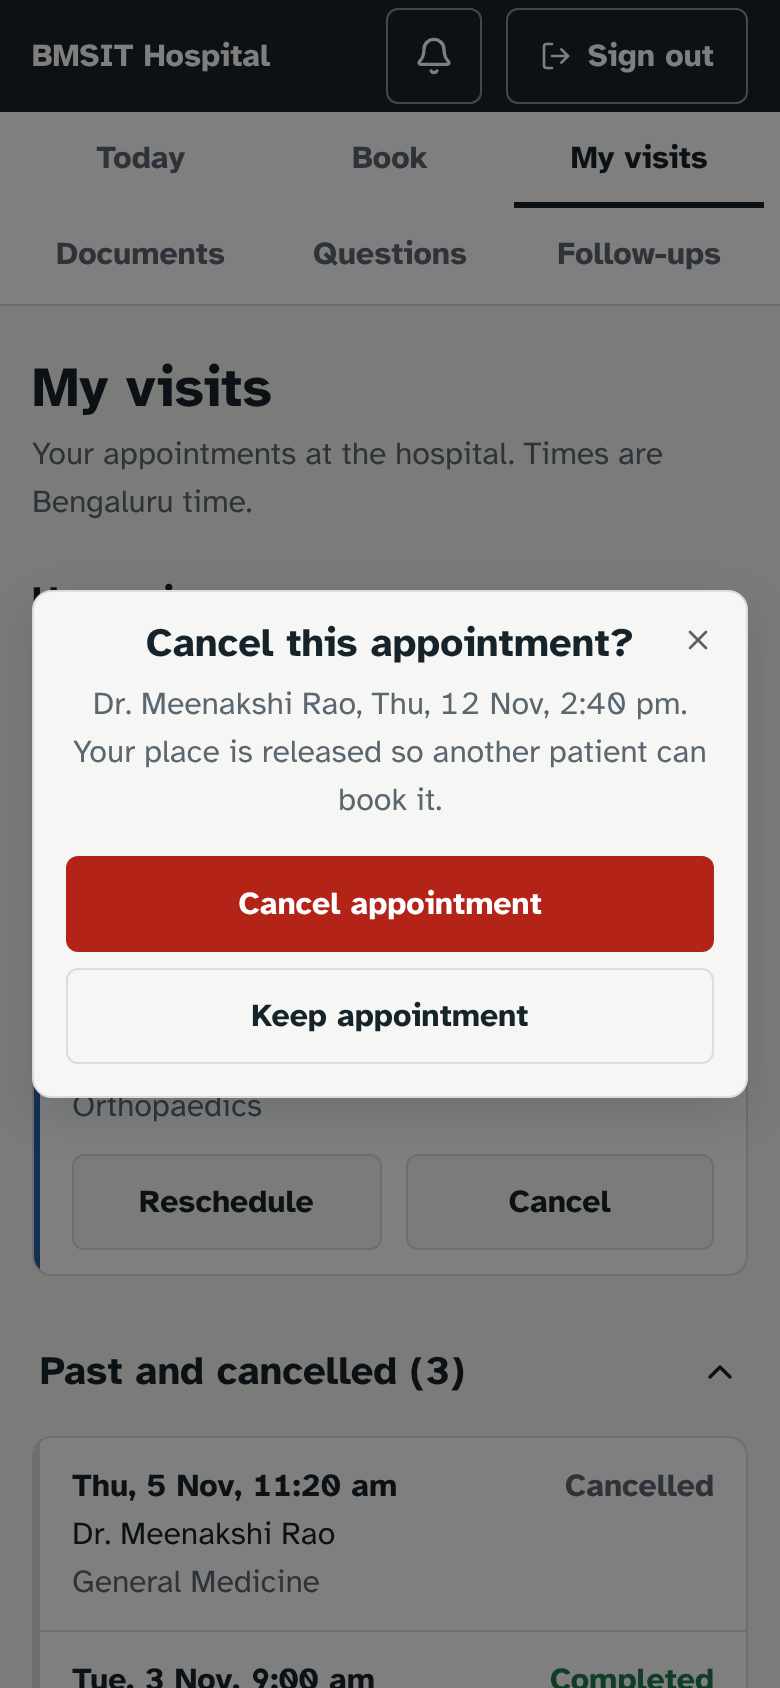 BMSIT Hospital
Sign out
Today
Book
My visits
Documents
Questions
Follow-ups
My visits
Your appointments at the hospital. Times are
Bengaluru time.
Cancel this appointment?
Dr. Meenakshi Rao, Thu, 12 Nov, 2:40 pm.
Your place is released so another patient can
book it.
Cancel appointment
Keep appointment
Orthopaedics
Reschedule
Cancel
Past and cancelled (3)
Thu, 5 Nov, 11:20 am
Cancelled
Dr. Meenakshi Rao
General Medicine
Tue, 3 Nov, 9:00 am
Completed